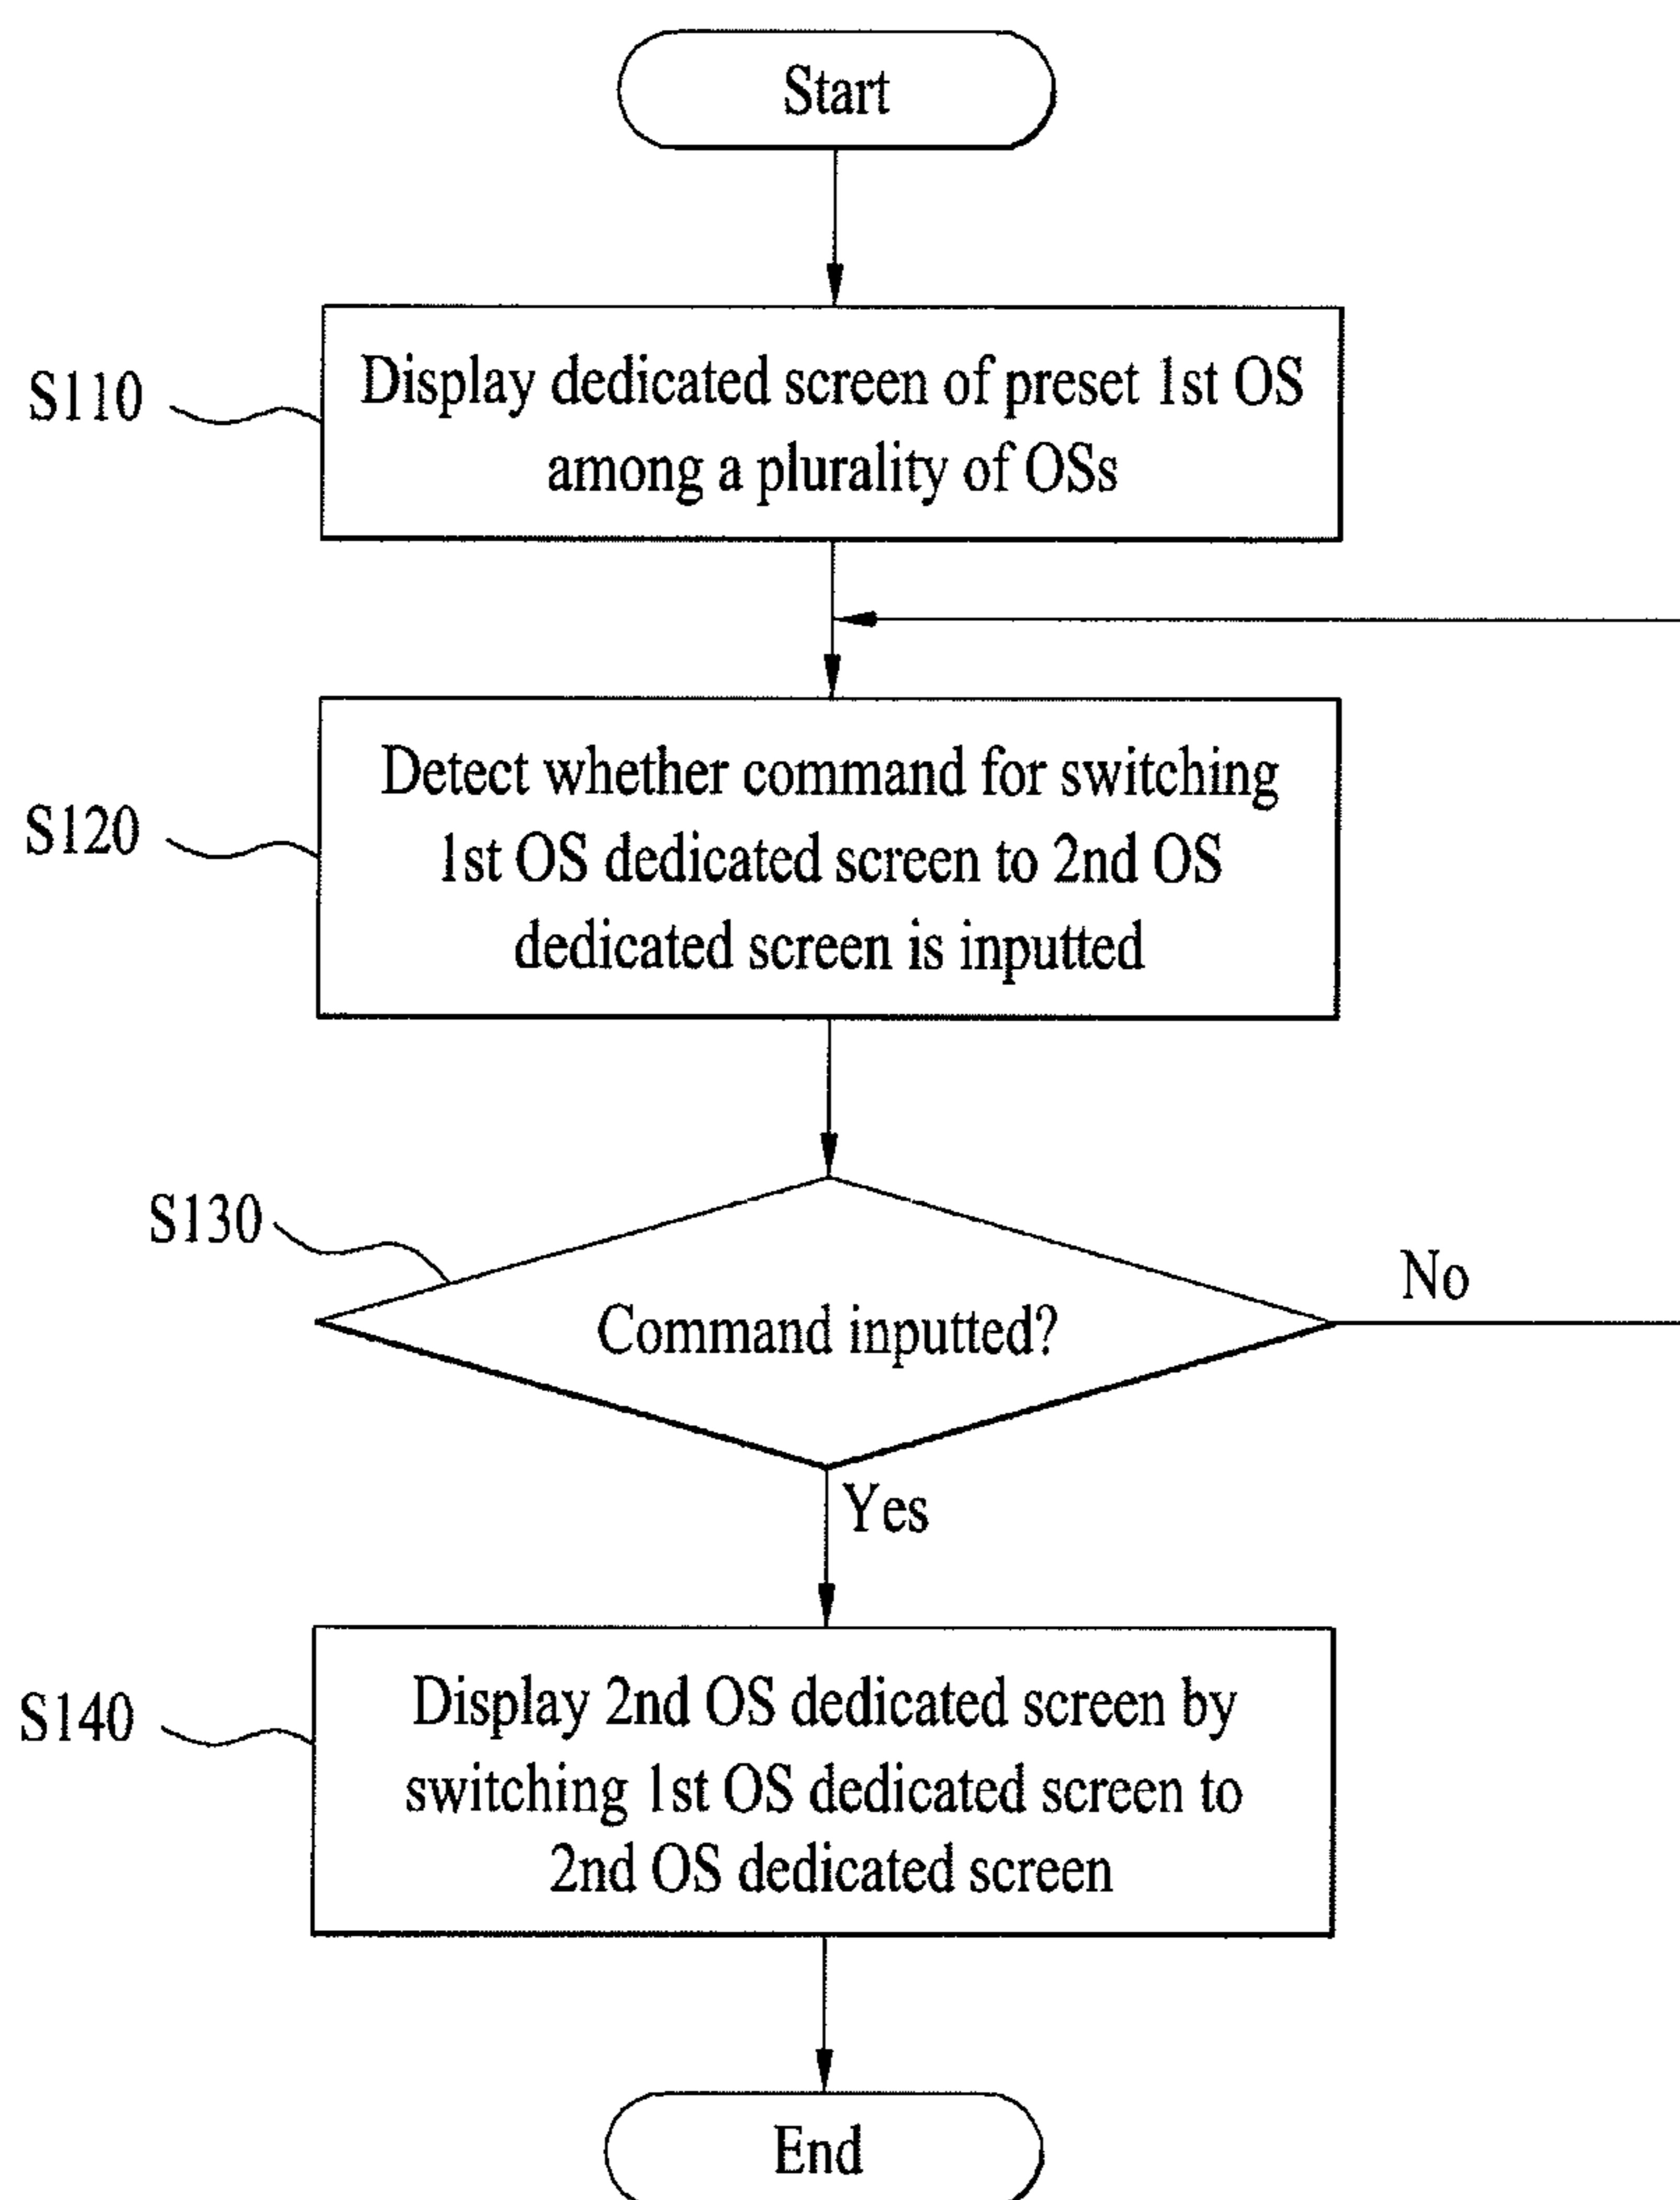 Start
S110
Display dedicated screen of preset 1st OS
among a plurality of OSs
S120
Detect whether command for switching
1st OS dedicated screen to 2nd OS
dedicated screen is inputted
S130
Command inputted?
No
Yes
S140
Display 2nd OS dedicated screen by
switching 1st OS dedicated screen to
2nd OS dedicated screen
End